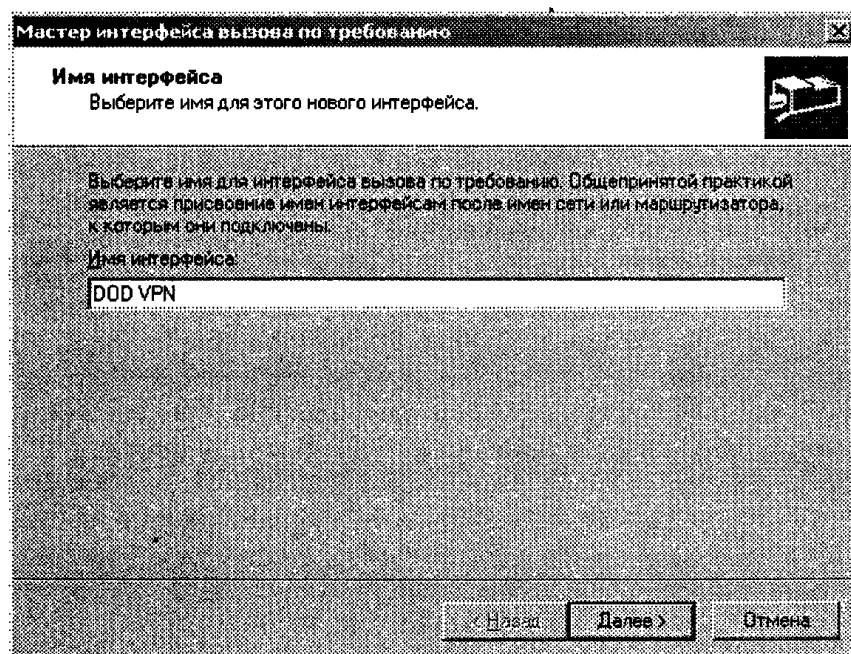 Мастер интерфейса вызова по требованию
Имя интерфейса
Выберите имя для этого нового интерфейса.
Выберите имя для интерфейса вызова по требованию. Общепринятой практикой
является присвоение имен интерфейсам после имен сети или маршрутизатора,
к которым они подключены.
Имя интерфейса:
DOD VPN
< Назад Далее > Отмена